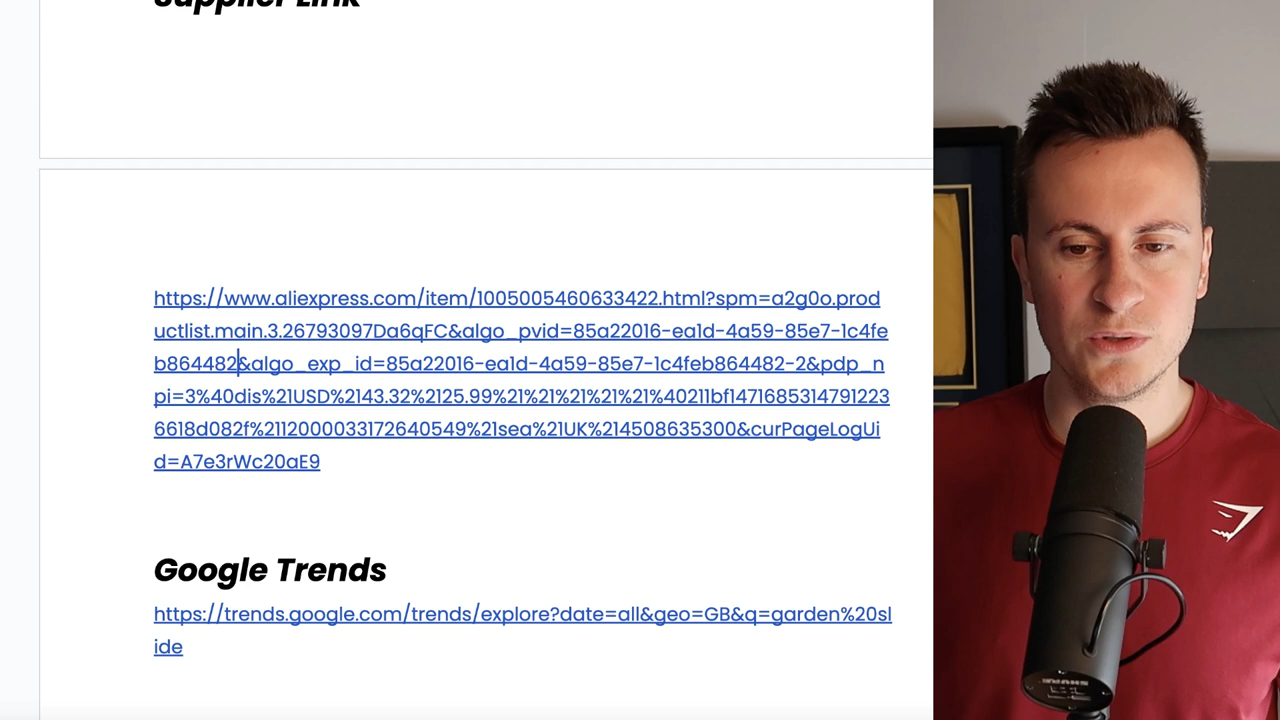 Supplier Link
https://www.aliexpress.com/item/1005005460633422.html?spm=a2g0o.prod
uctlist.main.3.26793097Da6qFC&algo_pvid=85a22016-ea1d-4a59-85e7-1c4fe
b864482&algo_exp_id=85a22016-ea1d-4a59-85e7-1c4feb864482-2&pdp_n
pi=3%40dis%21USD%2143.32%2125.99%21%21%21%21%21%40211bf1471685314791223
6618d082f%2112000033172640549%21sea%21UK%214508635300&curPageLogUi
d=A7e3rWc20aE9
Google Trends
https://trends.google.com/trends/explore?date=all&geo=GB&q=garden%20sl
ide